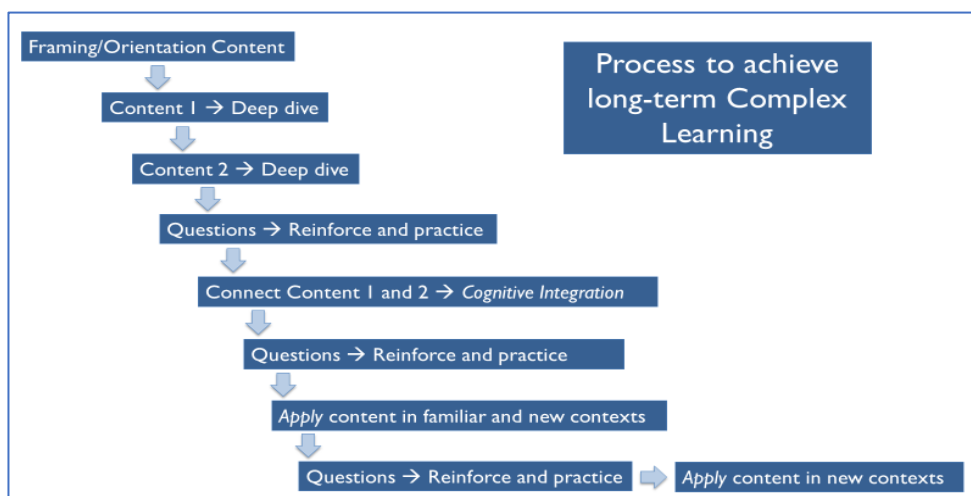 Framing/Orientation Content
Process to achieve
long-term Complex
Learning
Content 1 → Deep dive
Content 2 → Deep dive
Questions → Reinforce and practice
Connect Content 1 and 2 → Cognitive Integration
Questions → Reinforce and practice
Apply content in familiar and new contexts
Questions → Reinforce and practice
Apply content in new contexts